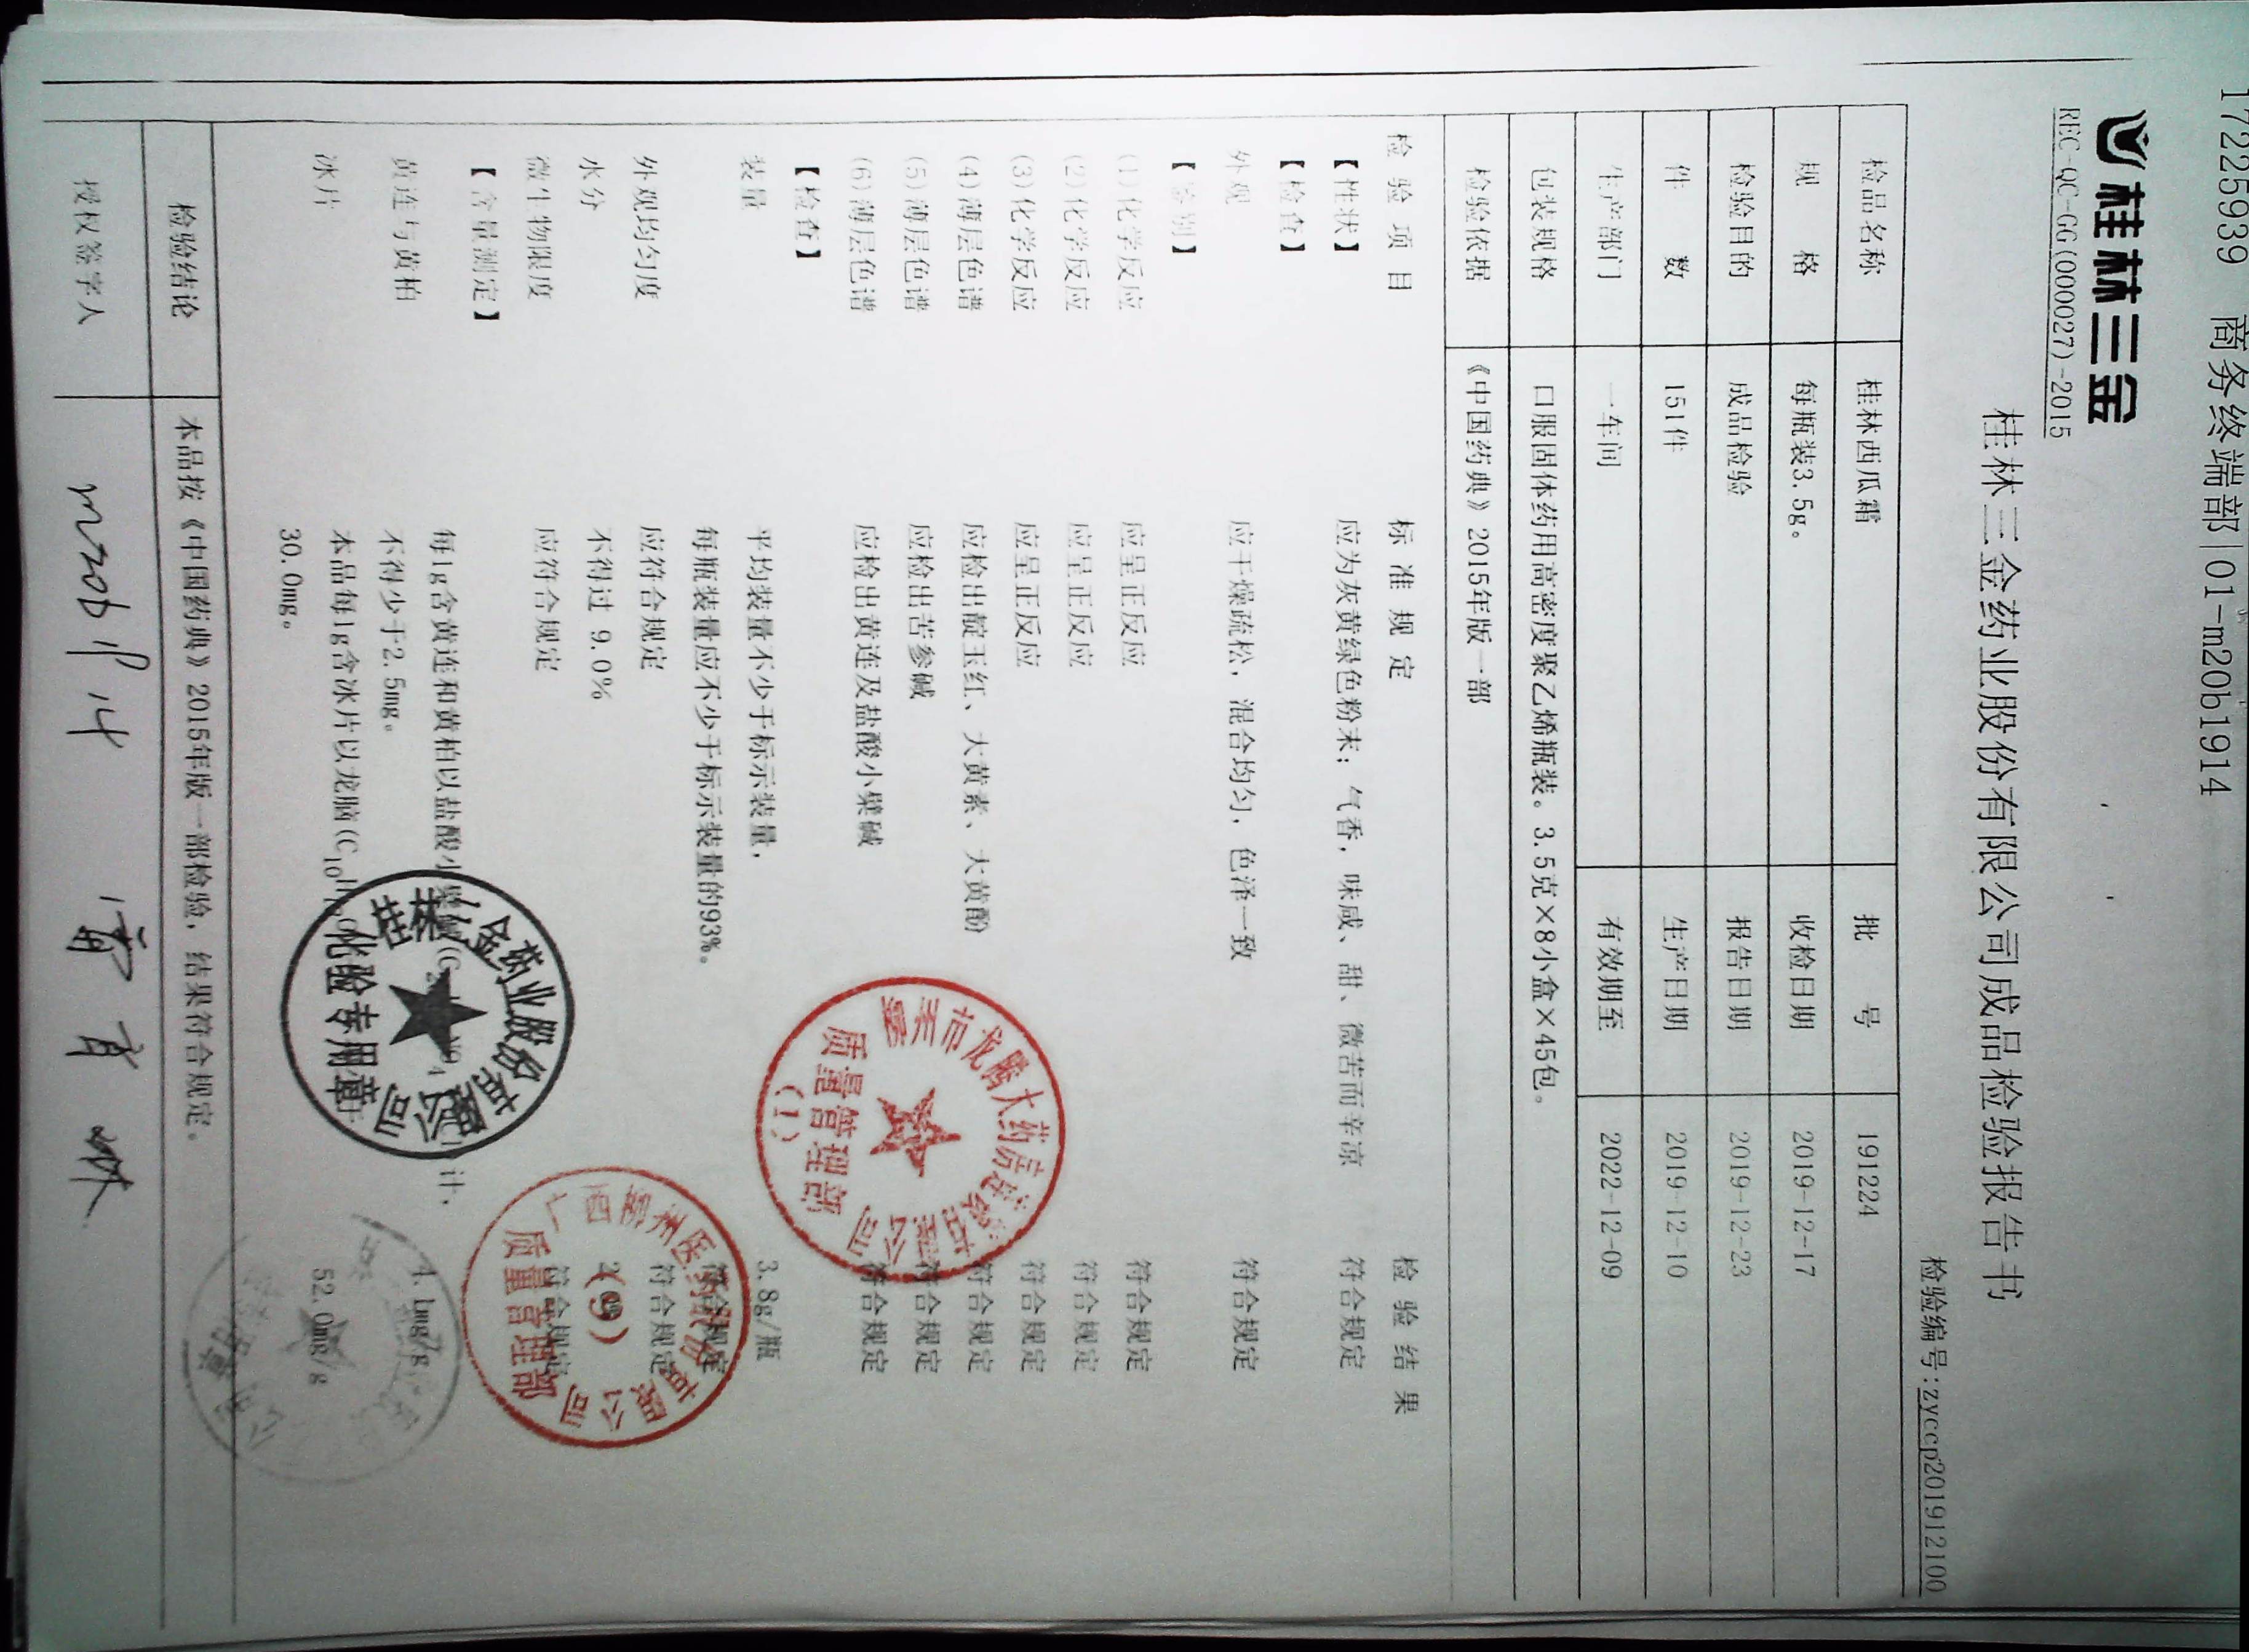 17225939 商务终端部|01-m20b1914
桂林三金
REC-QC-GG(000027)-2015
桂林三金药业股份有限公司成品检验报告书
检验编号:zyccp201912100
检品名称 桂林西瓜霜 批 号 191224
规 格 每瓶装3.5g。 收检日期 2019-12-17
检验目的 成品检验 报告日期 2019-12-23
件 数 151件 生产日期 2019-12-10
生产部门 一车间 有效期至 2022-12-09
包装规格 口服固体药用高密度聚乙烯瓶装。3.5克×8小盒×45包。
检验依据 《中国药典》2015年版一部
检 验 项 目 标 准 规 定 检 验 结 果
【性状】 应为灰黄绿色粉末;气香,味咸、甜、微苦而辛凉 符合规定
【检查】
外观 应干燥疏松,混合均匀,色泽一致 符合规定
【鉴别】
(1)化学反应 应呈正反应 符合规定
(2)化学反应 应呈正反应 符合规定
(3)化学反应 应呈正反应 符合规定
(4)薄层色谱 应检出靛玉红、大黄素、大黄酚 符合规定
(5)薄层色谱 应检出苦参碱 符合规定
(6)薄层色谱 应检出黄连及盐酸小檗碱 符合规定
【检查】
装量 平均装量不少于标示装量, 3.8g/瓶
每瓶装量应不少于标示装量的93%。 符合规定
外观均匀度 应符合规定 符合规定
水分 不得过 9.0%
微生物限度 应符合规定 符合规定
【含量测定】
每1g含黄连和黄柏以盐酸小檗碱 计,
黄连与黄柏 不得少于2.5mg。 4.1mg/g
冰片 本品每1g含冰片以龙脑(C10 52.0mg/g
30.0mg。
检验结论 本品按《中国药典》2015年版一部检验,结果符合规定。
授权签字人
m20b1914
桂林三金药业股份有限公司
化验专用章
龙腾大药房连锁有限公司
质量管理部
(1)
质量管理部
(9)